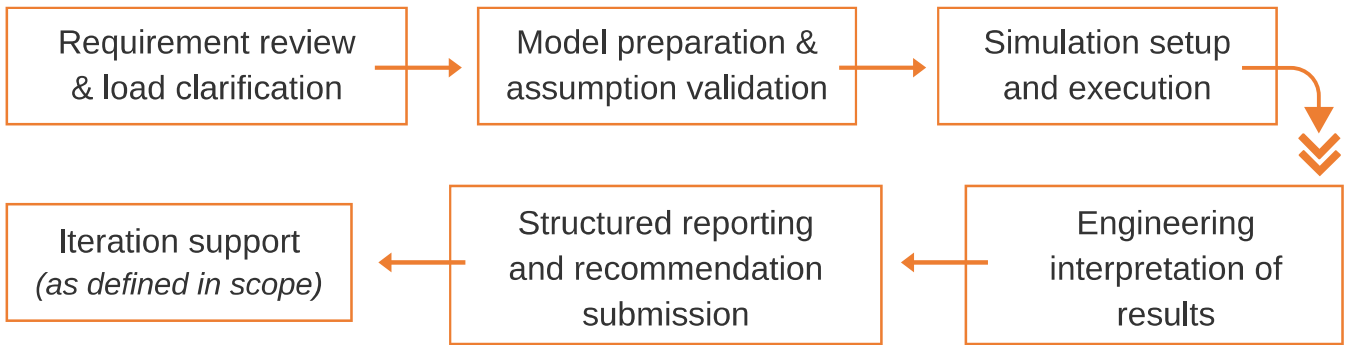 Requirement review
& load clarification
Model preparation &
assumption validation
Simulation setup
and execution
Engineering
interpretation of
results
Structured reporting
and recommendation
submission
Iteration support
(as defined in scope)